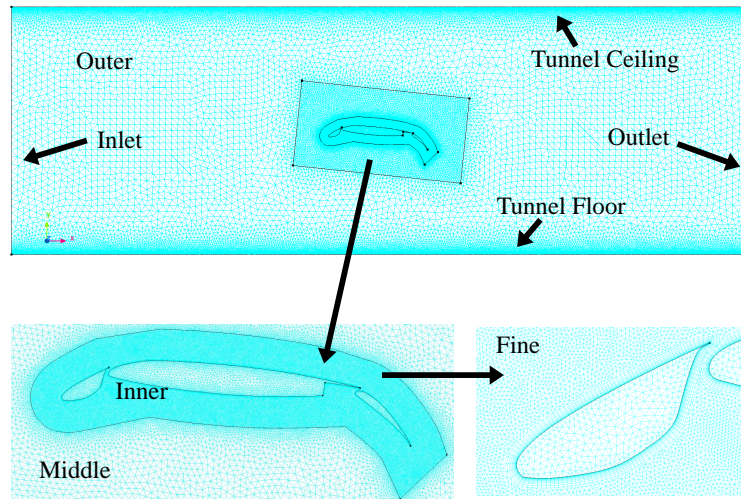 Outer
Tunnel Ceiling
Inlet
Outlet
Tunnel Floor
Y
Z
X
Inner
Middle
Fine